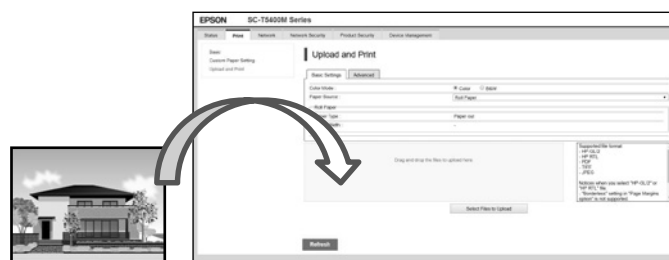 EPSON SC-T5400M Series
Status Print Network Network Security Product Security Device Management
Basic
Custom Paper Setting
Upload and Print
Upload and Print
Basic Settings Advanced
Color Mode : Color B&W
Paper Source : Roll Paper
Roll Paper
Type : Paper out
-
Drag and drop the files to upload here.
Supported file format
- HP-GL/2
- HP RTL
- PDF
- TIFF
- JPEG
Notices when you select "HP-GL/2" or
"HP RTL" file.
- "Borderless" setting in "Page Margins
option" is not supported.
Select Files to Upload
Refresh